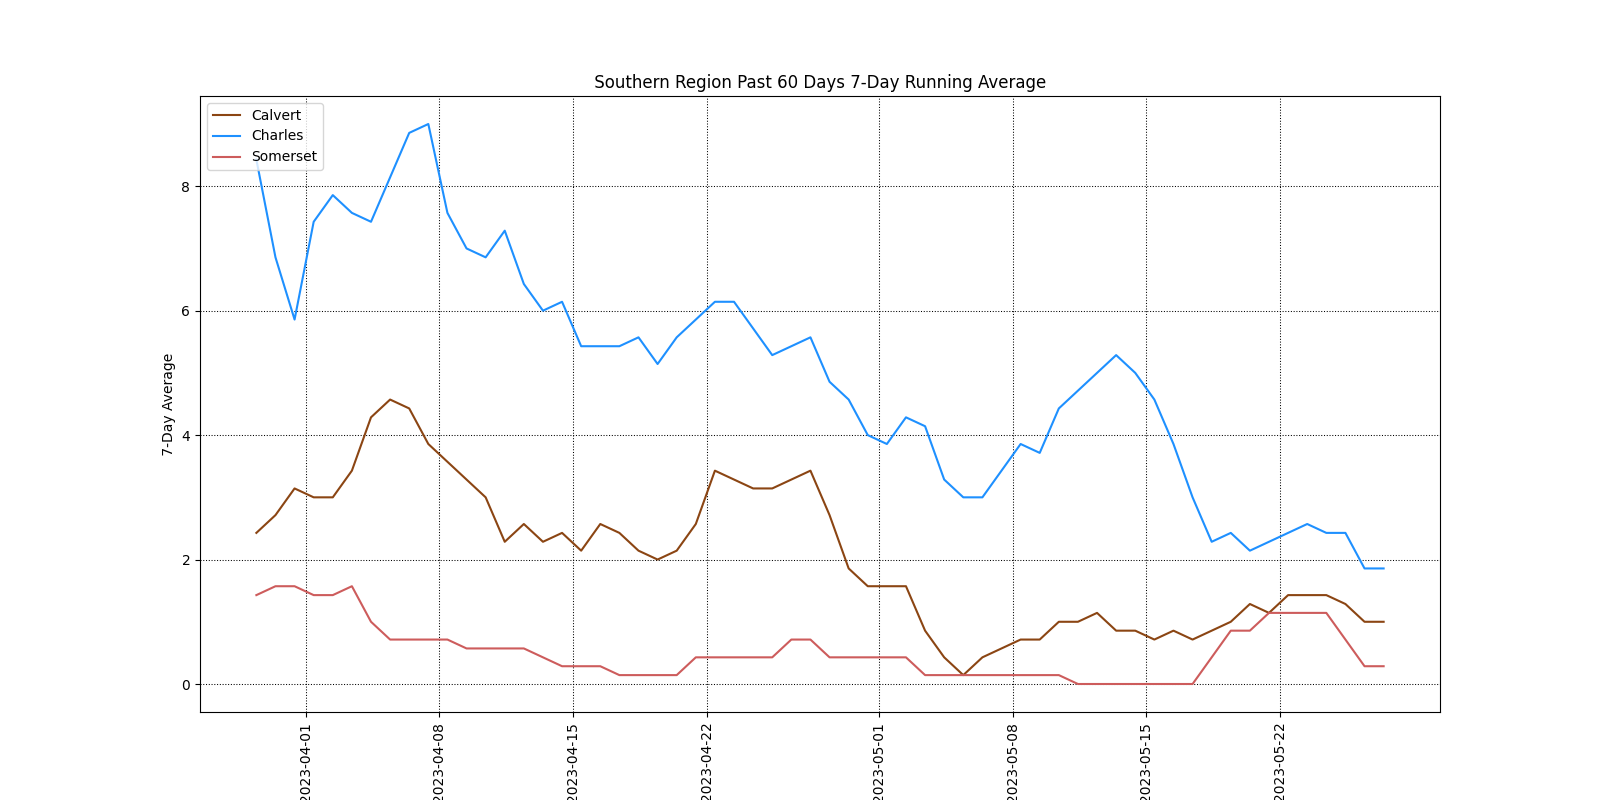 Southern Region Past 60 Days 7-Day Running Average
Calvert
Charles
Somerset
7-Day Average
8
6
4
2
0
2023-04-01
2023-04-08
2023-04-15
2023-04-22
2023-05-01
2023-05-08
2023-05-15
2023-05-22